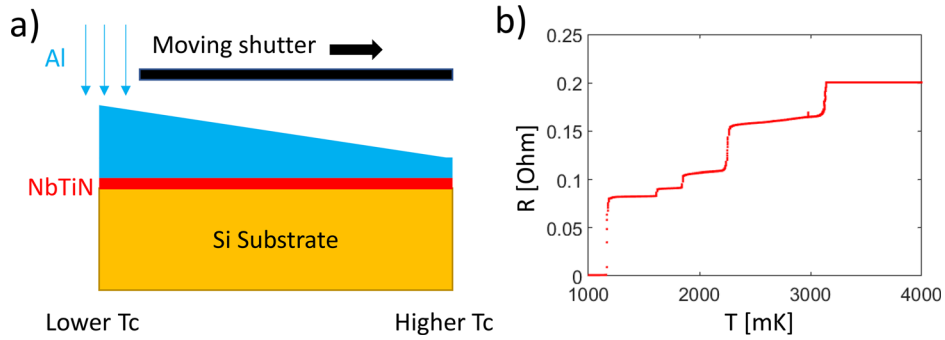 a)
Al
Moving shutter
NbTiN
Si Substrate
Lower Tc
Higher Tc
b)
0.25
0.2
0.15
0.1
0.05
0
R [Ohm]
1000
2000
3000
4000
T [mK]